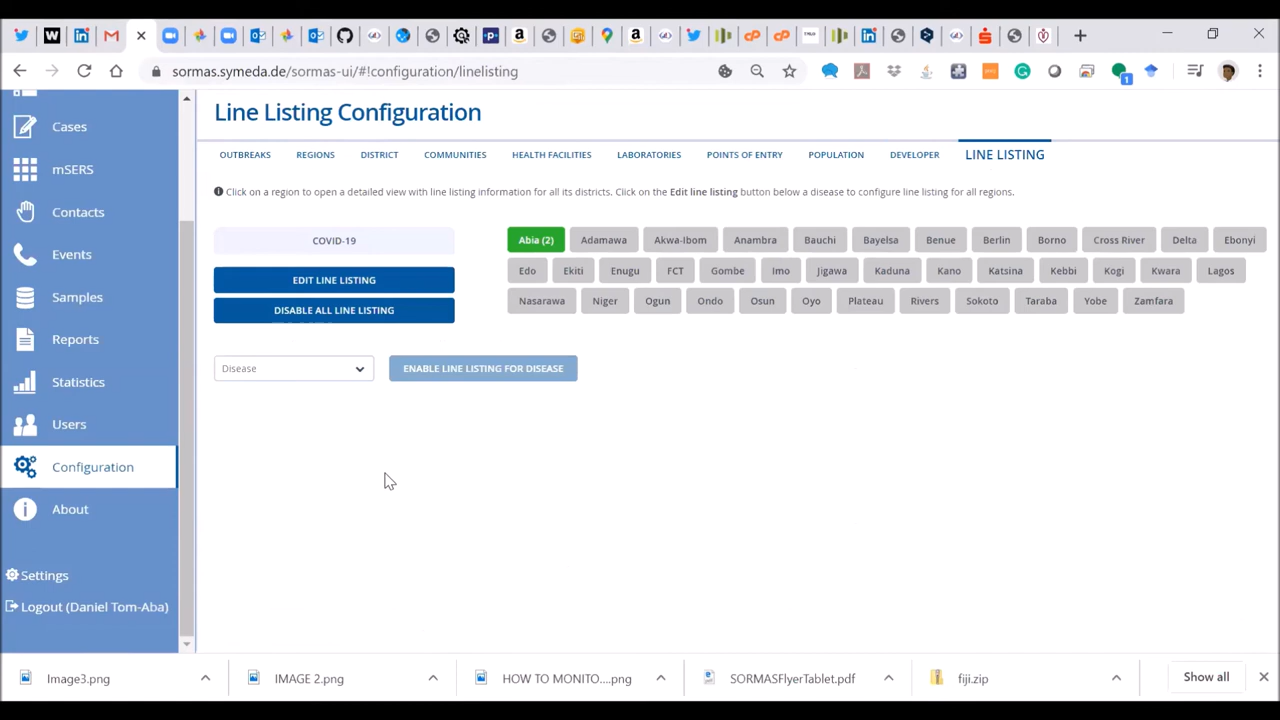 sormas.symeda.de/sormas-ui/#!configuration/linelisting
1
Line Listing Configuration
Cases
mSERS
Contacts
Events
Samples
Reports
Statistics
Users
Configuration
About
Settings
Logout (Daniel Tom-Aba)
OUTBREAKS REGIONS DISTRICT COMMUNITIES HEALTH FACILITIES LABORATORIES POINTS OF ENTRY POPULATION DEVELOPER LINE LISTING
Click on a region to open a detailed view with line listing information for all its districts. Click on the Edit line listing button below a disease to configure line listing for all regions.
COVID-19
EDIT LINE LISTING
DISABLE ALL LINE LISTING
Abia (2) Adamawa Akwa-Ibom Anambra Bauchi Bayelsa Benue Berlin Borno Cross River Delta Ebonyi
Edo Ekiti Enugu FCT Gombe Imo Jigawa Kaduna Kano Katsina Kebbi Kogi Kwara Lagos
Nasarawa Niger Ogun Ondo Osun Oyo Plateau Rivers Sokoto Taraba Yobe Zamfara
Disease ENABLE LINE LISTING FOR DISEASE
Image3.png IMAGE 2.png HOW TO MONITO....png SORMASFlyerTablet.pdf fiji.zip Show all